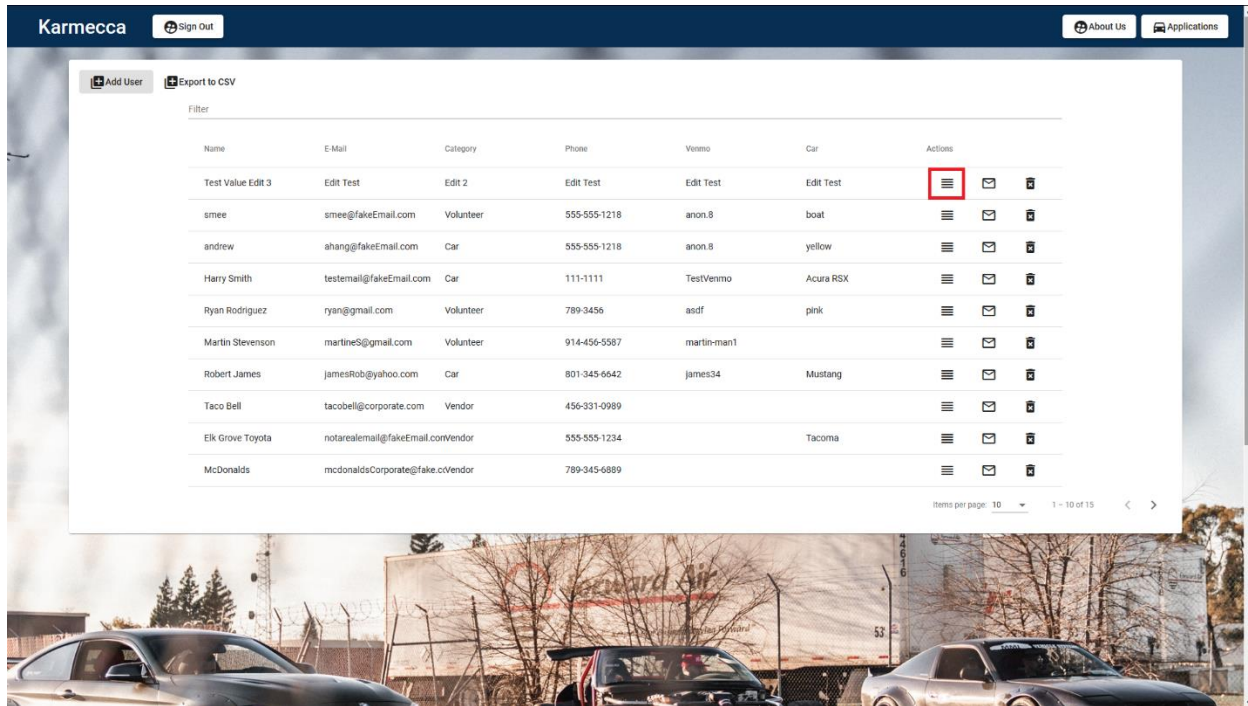 Karmecca Sign Out About Us Applications
Add User Export to CSV
Filter
Name E-Mail Category Phone Venmo Car Actions
Test Value Edit 3 Edit Test Edit 2 Edit Test Edit Test Edit Test
smee smee@fakeEmail.com Volunteer 555-555-1218 anon.8 boat
andrew ahang@fakeEmail.com Car 555-555-1218 anon.8 yellow
Harry Smith testemail@fakeEmail.com Car 111-1111 TestVenmo Acura RSX
Ryan Rodriguez ryan@gmail.com Volunteer 789-3456 asdf pink
Martin Stevenson martineS@gmail.com Volunteer 914-456-5587 martin-man1
Robert James jamesRob@yahoo.com Car 801-345-6642 james34 Mustang
Taco Bell tacobell@corporate.com Vendor 456-331-0989
Elk Grove Toyota notarealemail@fakeEmail.com Vendor 555-555-1234 Tacoma
McDonalds mcdonaldsCorporate@fake.c Vendor 789-345-6889
Items per page: 10 1 – 10 of 15
Forward Air
44616
53'